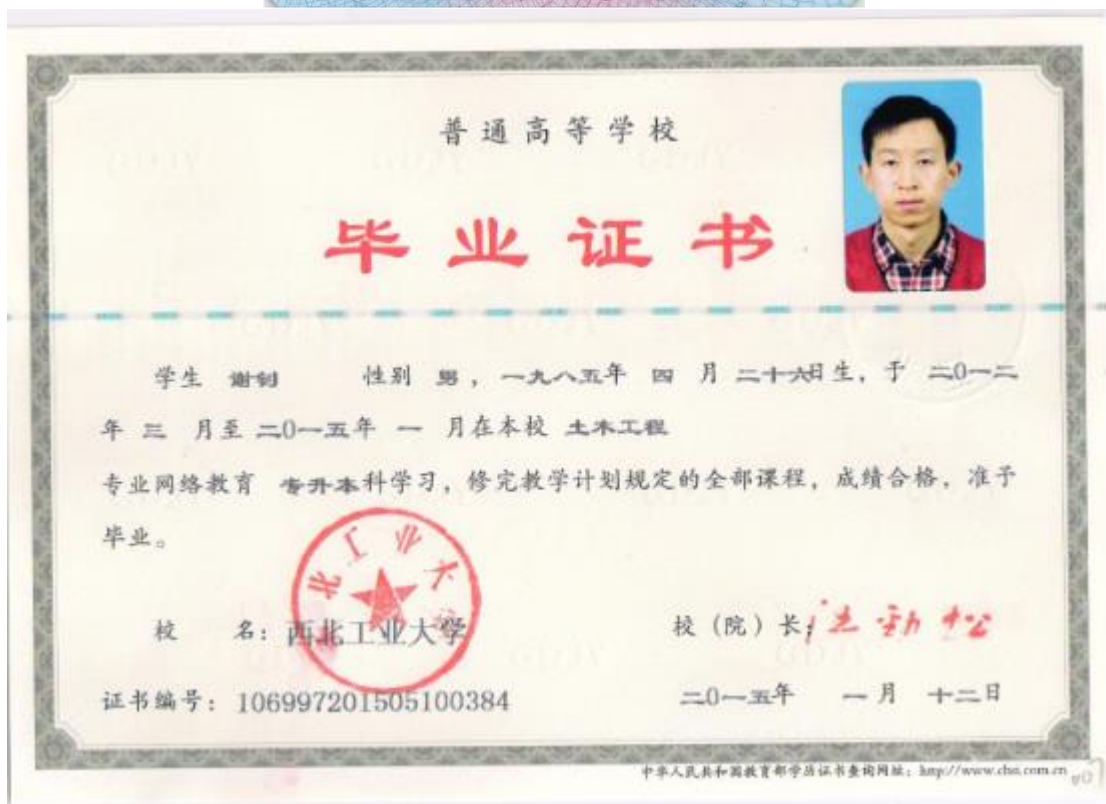 普通高等学校
毕业证书
学生 谢钊 性别 男，一九八五年 四 月 二十六日生，于 二0一二
年 三 月至 二0一五年 一 月在本校 土木工程
专业网络教育 专升本科学习，修完教学计划规定的全部课程，成绩合格，准予
毕业。
校 名：西北工业大学
校（院）长：汪劲松
证书编号：106997201505100384
二0一五年 一月 十二日
中华人民共和国教育部学历证书查询网址：http://www.chsi.com.cn